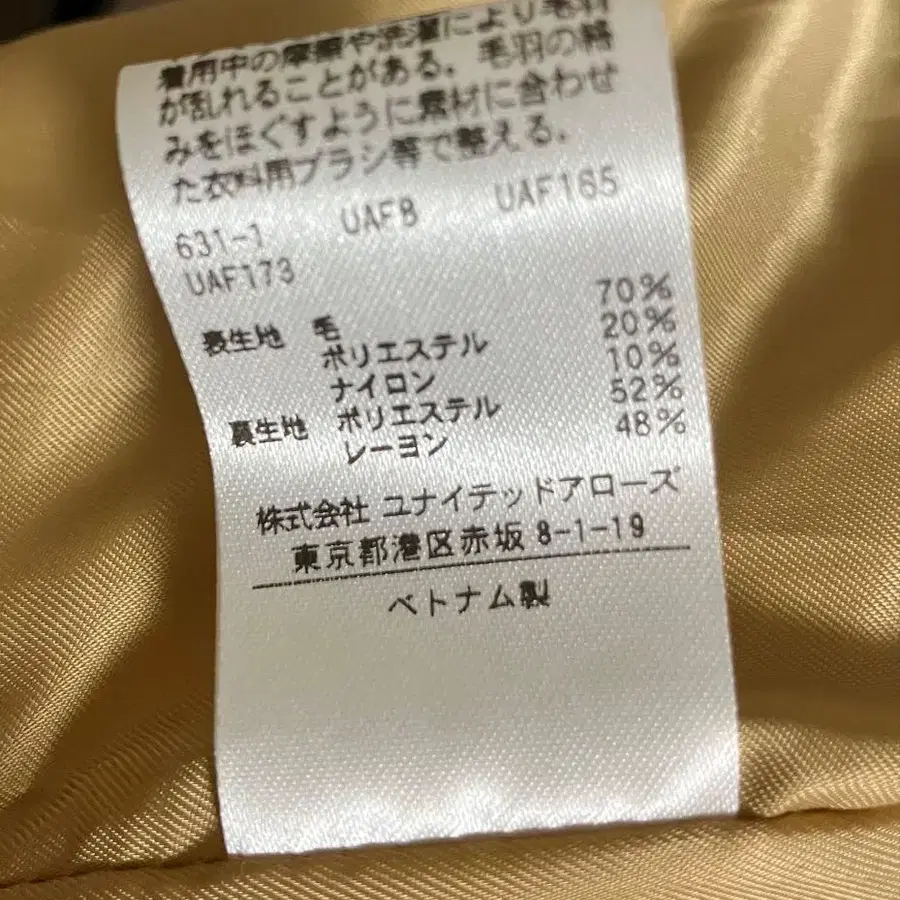 着用中の摩擦や洗濯により毛羽
が乱れることがある．毛羽の絡
みをほぐすように素材に合わせ
た衣料用ブラシ等で整える．
631-1 UAF8 UAF165
UAF173
表生地 毛 70%
ポリエステル 20%
ナイロン 10%
裏生地 ポリエステル 52%
レーヨン 48%
株式会社 ユナイテッドアローズ
東京都港区赤坂 8-1-19
ベトナム製